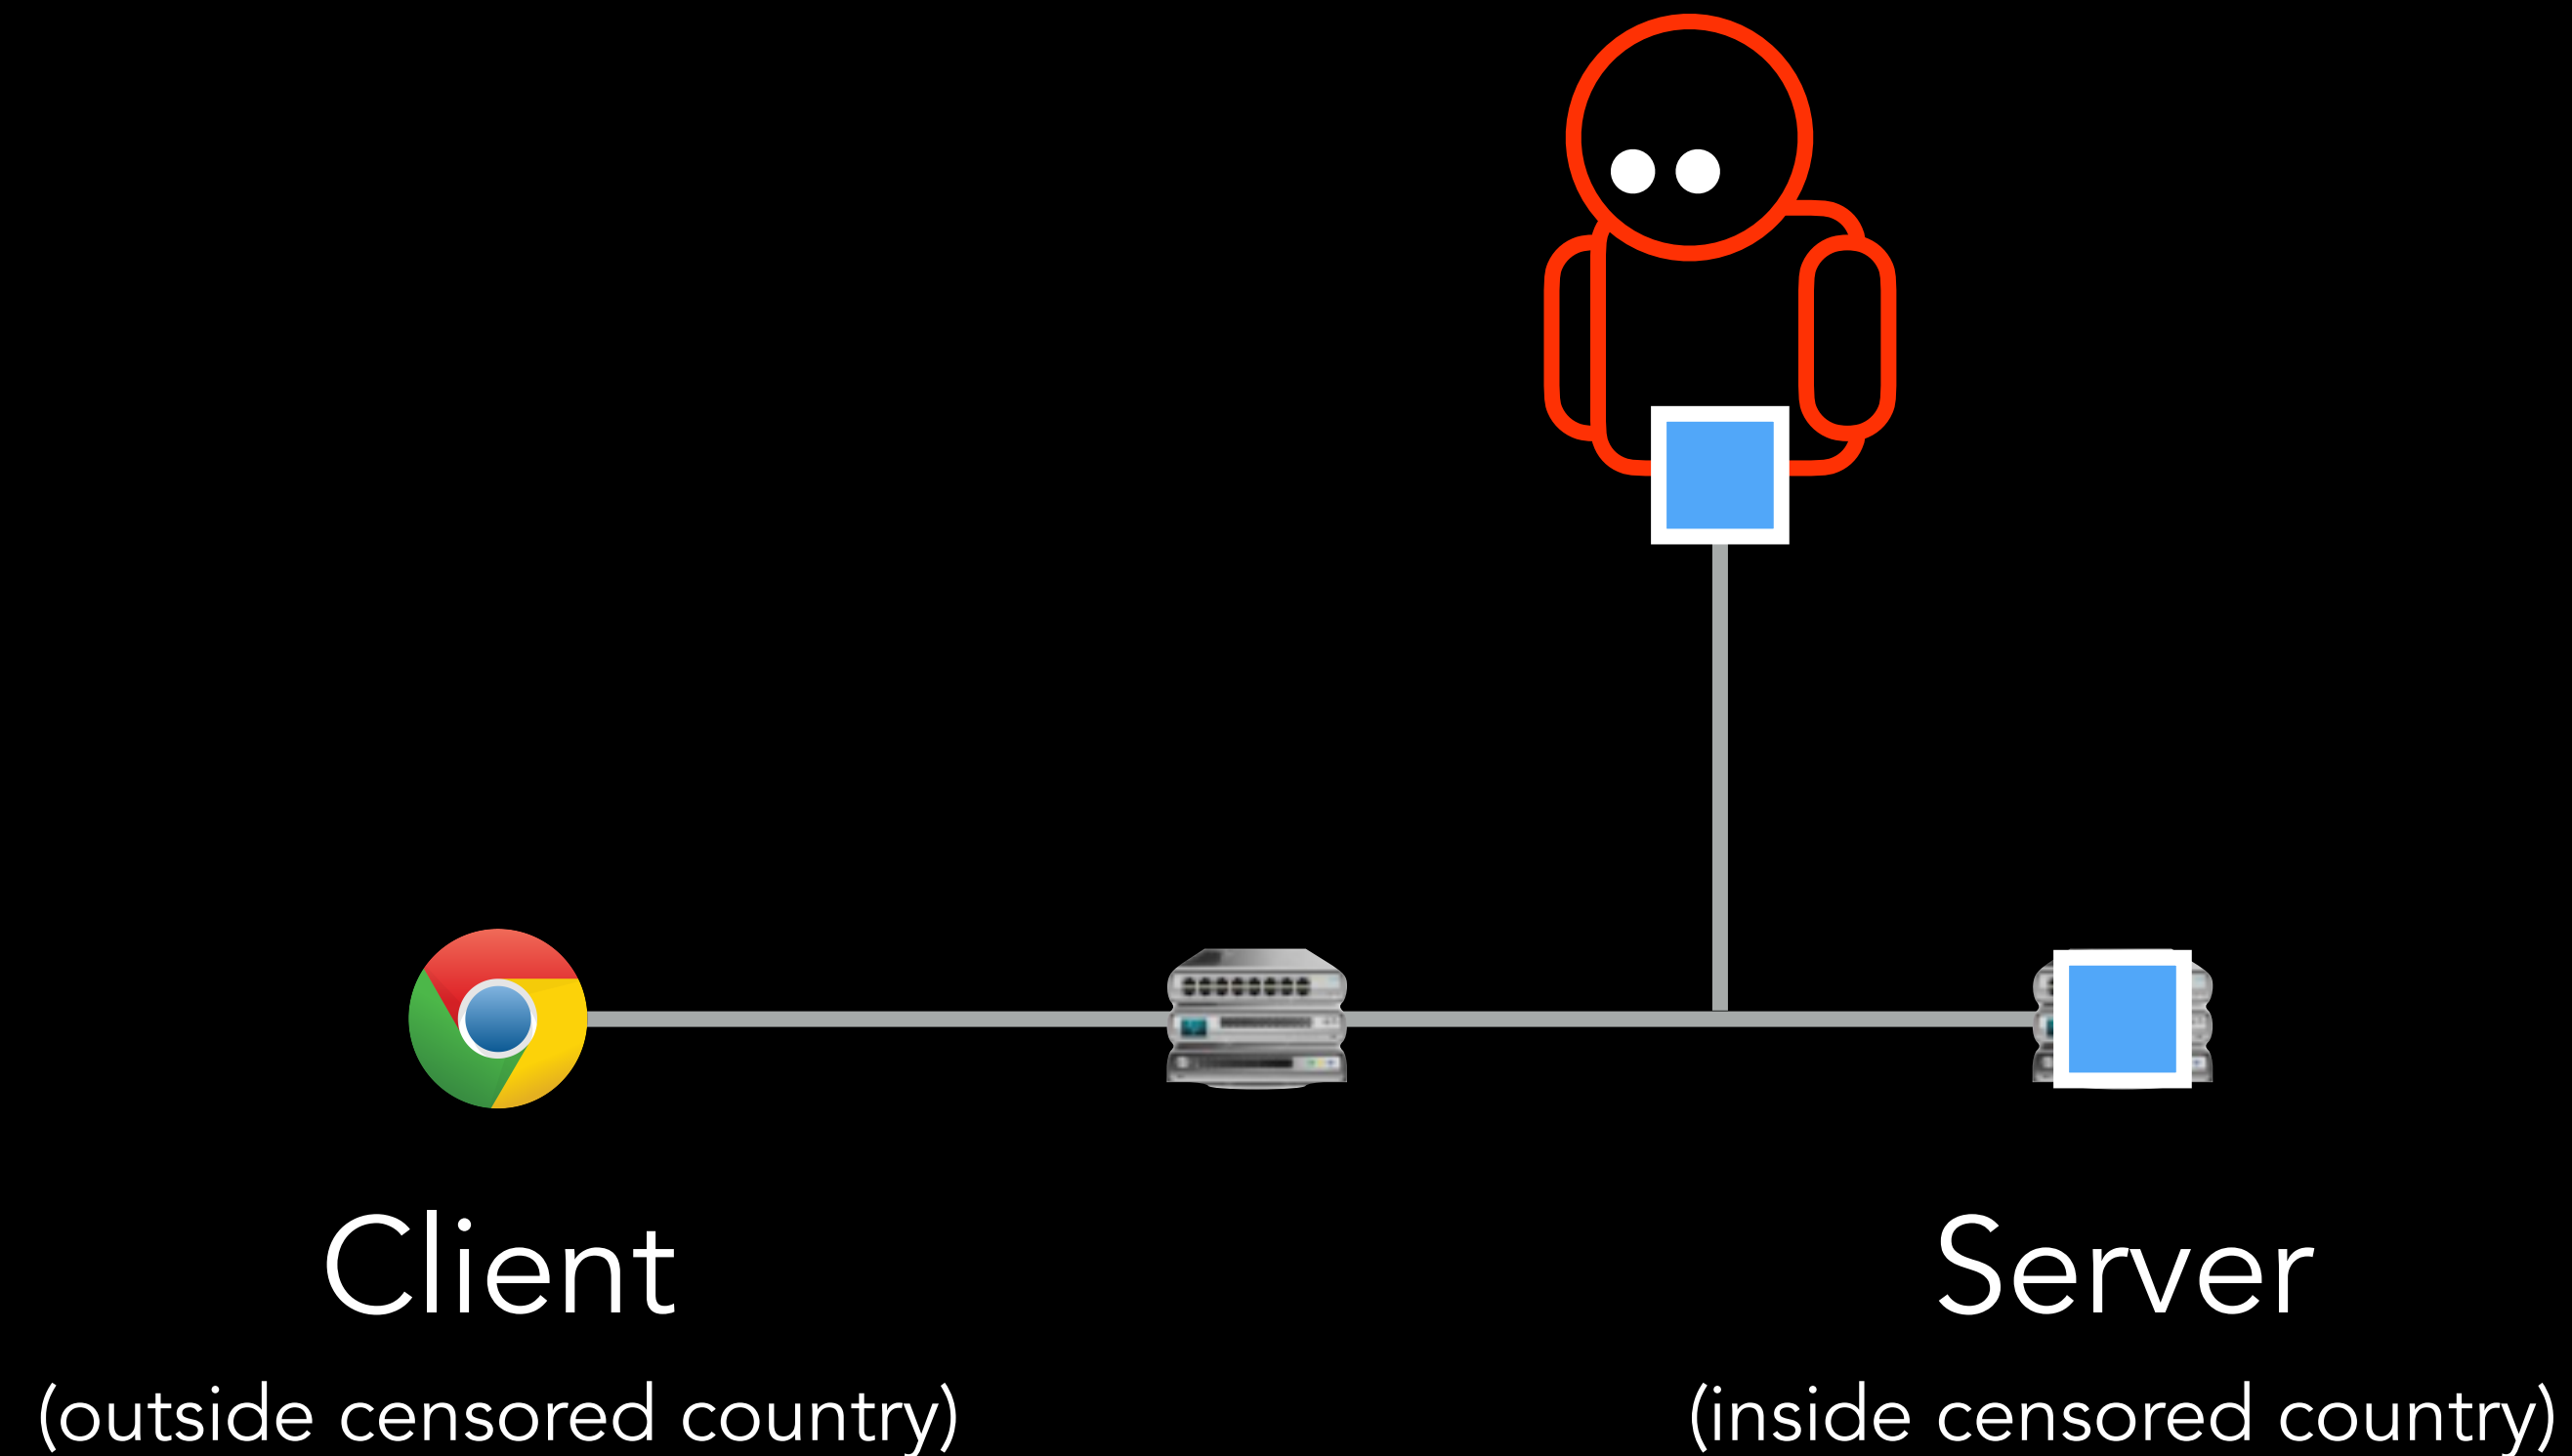 Client
Server
(outside censored country)
(inside censored country)